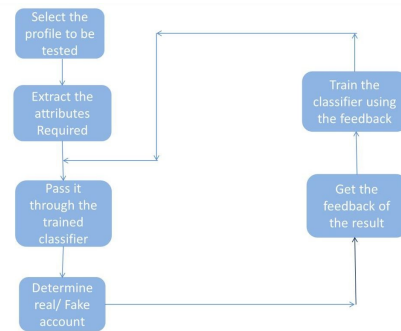 Select the
profile to be
tested
Extract the
attributes
Required
Pass it
through the
trained
classifier
Determine
real/ Fake
account
Train the
classifier using
the feedback
Get the
feedback of
the result